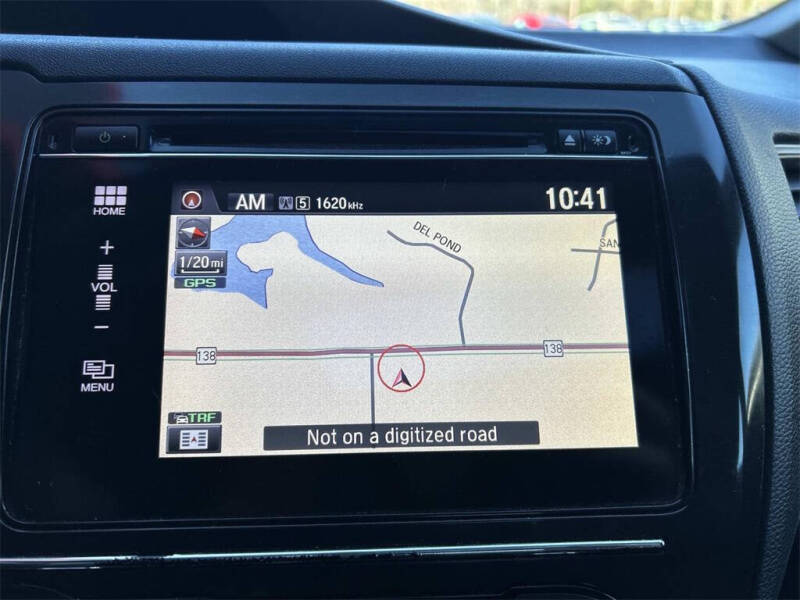 HOME
+
VOL
−
MENU
AM 5 1620 kHz 10:41
1/20 mi
GPS
DEL POND
SAN
138 138
TRF
Not on a digitized road